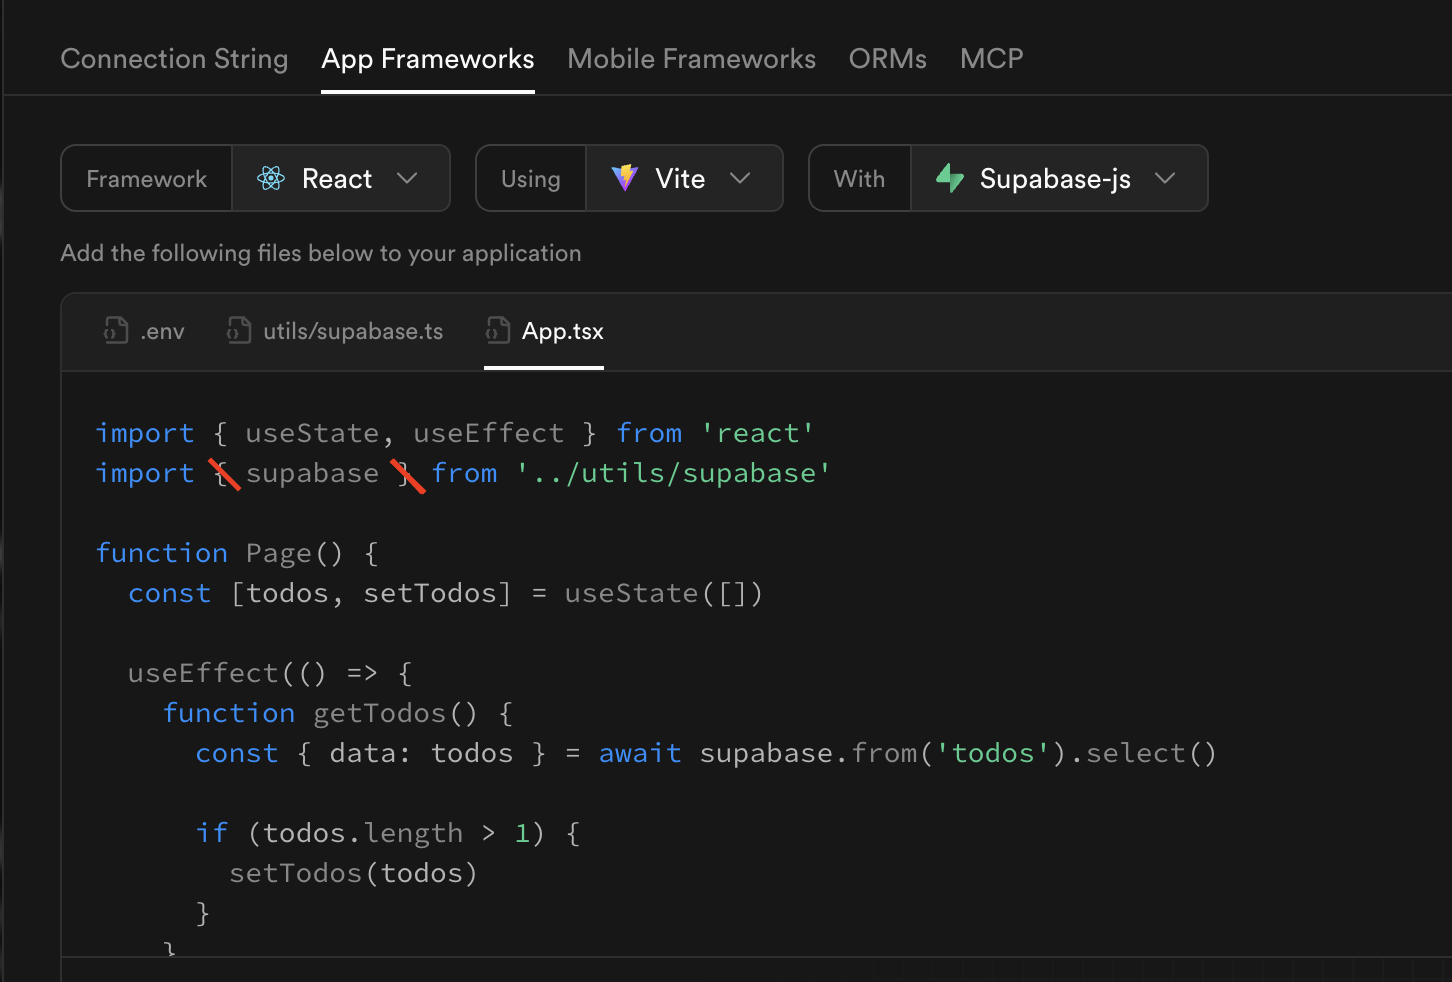 Connection String App Frameworks Mobile Frameworks ORMs MCP
Framework React Using Vite With Supabase-js
Add the following files below to your application
.env utils/supabase.ts App.tsx
import { useState, useEffect } from 'react'
import { supabase } from '../utils/supabase'
function Page() {
const [todos, setTodos] = useState([])
useEffect(() => {
function getTodos() {
const { data: todos } = await supabase.from('todos').select()
if (todos.length > 1) {
setTodos(todos)
}
}